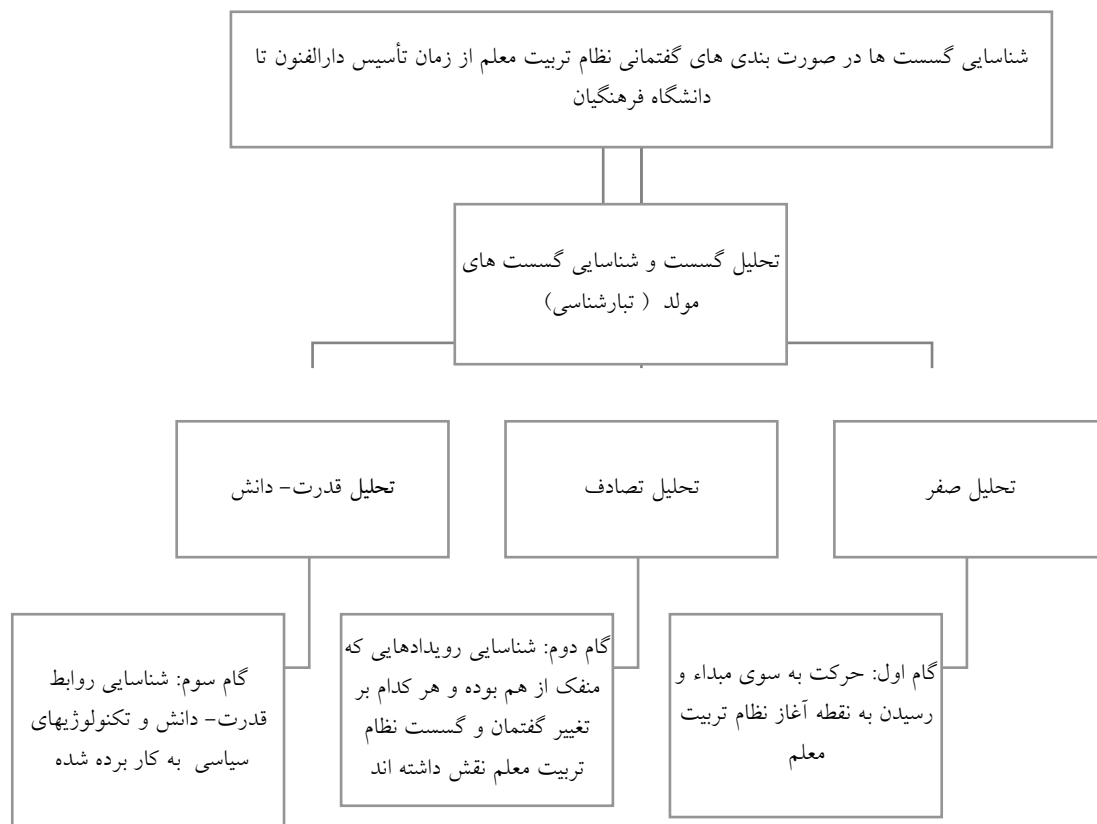 شناسایی گسست ها در صورت بندی های گفتمانی نظام تربیت معلم از زمان تأسیس دارالفنون تا
دانشگاه فرهنگیان
تحلیل گسست و شناسایی گسست های
مولد ( تبارشناسی)
تحلیل صفر
تحلیل تصادف
تحلیل قدرت- دانش
گام اول: حرکت به سوی مبداء و
رسیدن به نقطه آغاز نظام تربیت
معلم
گام دوم: شناسایی رویدادهایی که
منفک از هم بوده و هر کدام بر
تغییر گفتمان و گسست نظام
تربیت معلم نقش داشته اند
گام سوم: شناسایی روابط
قدرت- دانش و تکنولوژیهای
سیاسی به کار برده شده